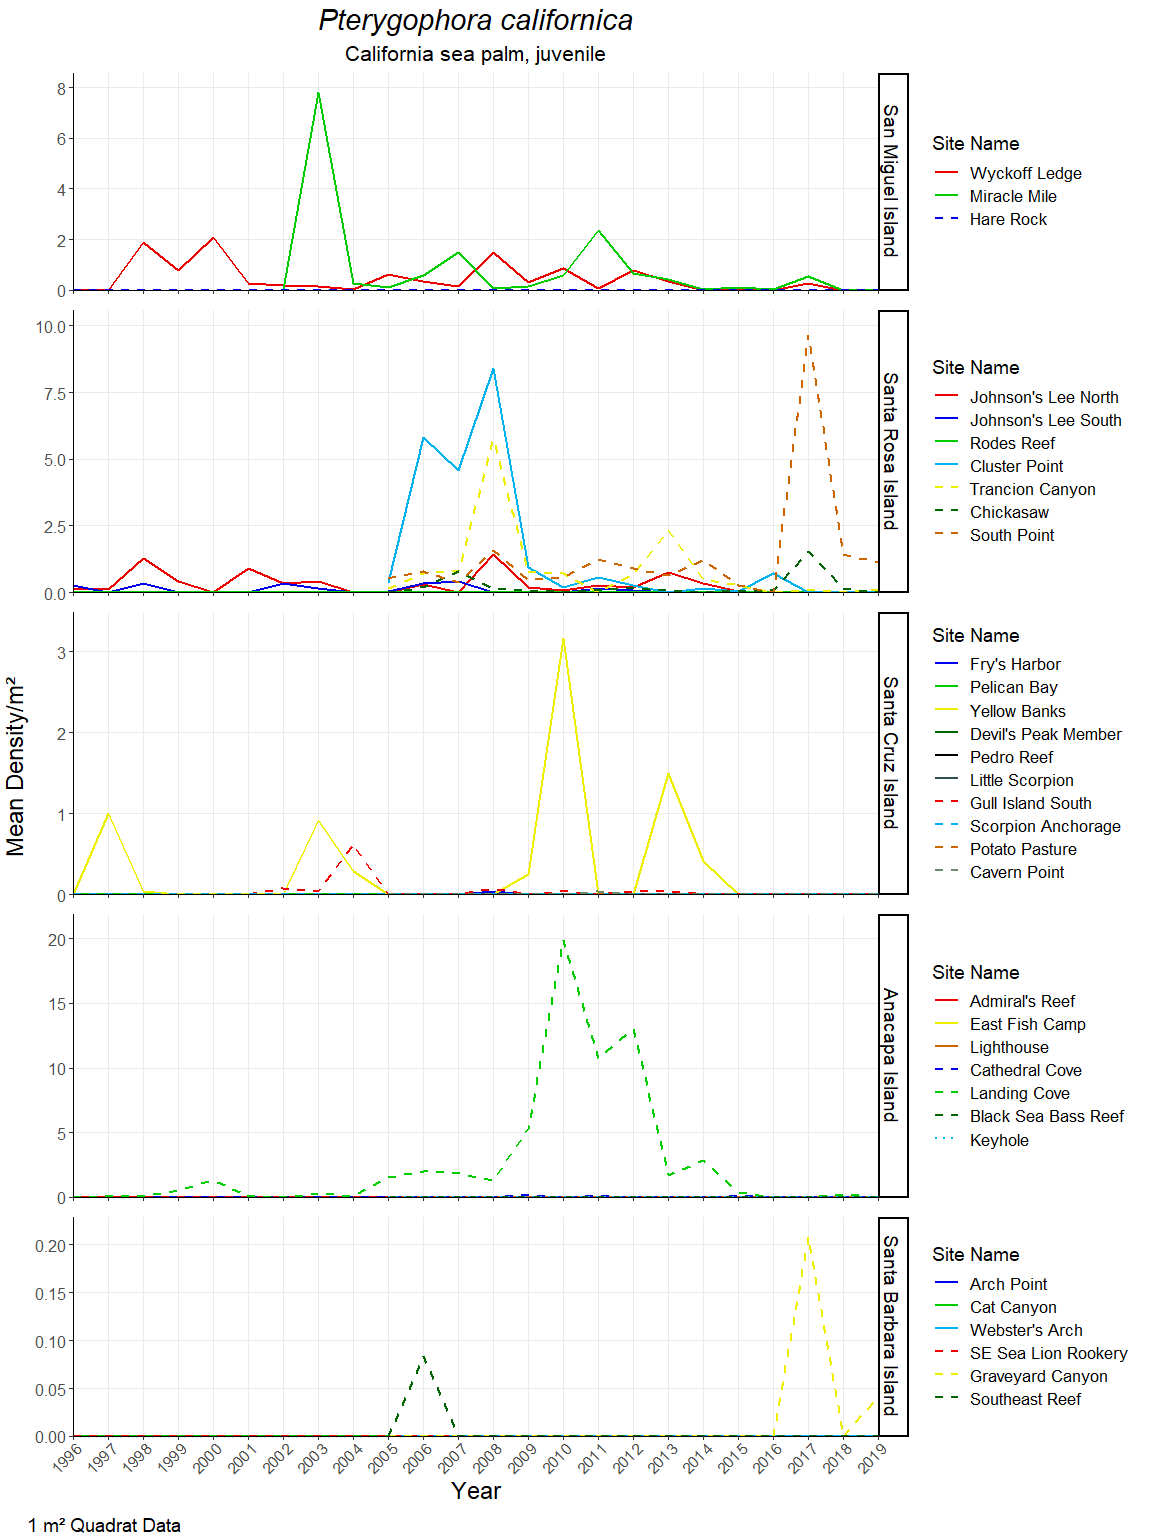 Pterygophora californica
California sea palm, juvenile
Mean Density/m²
8
6
4
2
0
San Miguel Island
Site Name
Wyckoff Ledge
Miracle Mile
Hare Rock
10.0
7.5
5.0
2.5
0.0
Santa Rosa Island
Site Name
Johnson's Lee North
Johnson's Lee South
Rodes Reef
Cluster Point
Trancion Canyon
Chickasaw
South Point
3
2
1
0
Santa Cruz Island
Site Name
Fry's Harbor
Pelican Bay
Yellow Banks
Devil's Peak Member
Pedro Reef
Little Scorpion
Gull Island South
Scorpion Anchorage
Potato Pasture
Cavern Point
20
15
10
5
0
Anacapa Island
Site Name
Admiral's Reef
East Fish Camp
Lighthouse
Cathedral Cove
Landing Cove
Black Sea Bass Reef
Keyhole
0.20
0.15
0.10
0.05
0.00
Santa Barbara Island
Site Name
Arch Point
Cat Canyon
Webster's Arch
SE Sea Lion Rookery
Graveyard Canyon
Southeast Reef
1996 1997 1998 1999 2000 2001 2002 2003 2004 2005 2006 2007 2008 2009 2010 2011 2012 2013 2014 2015 2016 2017 2018 2019
Year
1 m² Quadrat Data